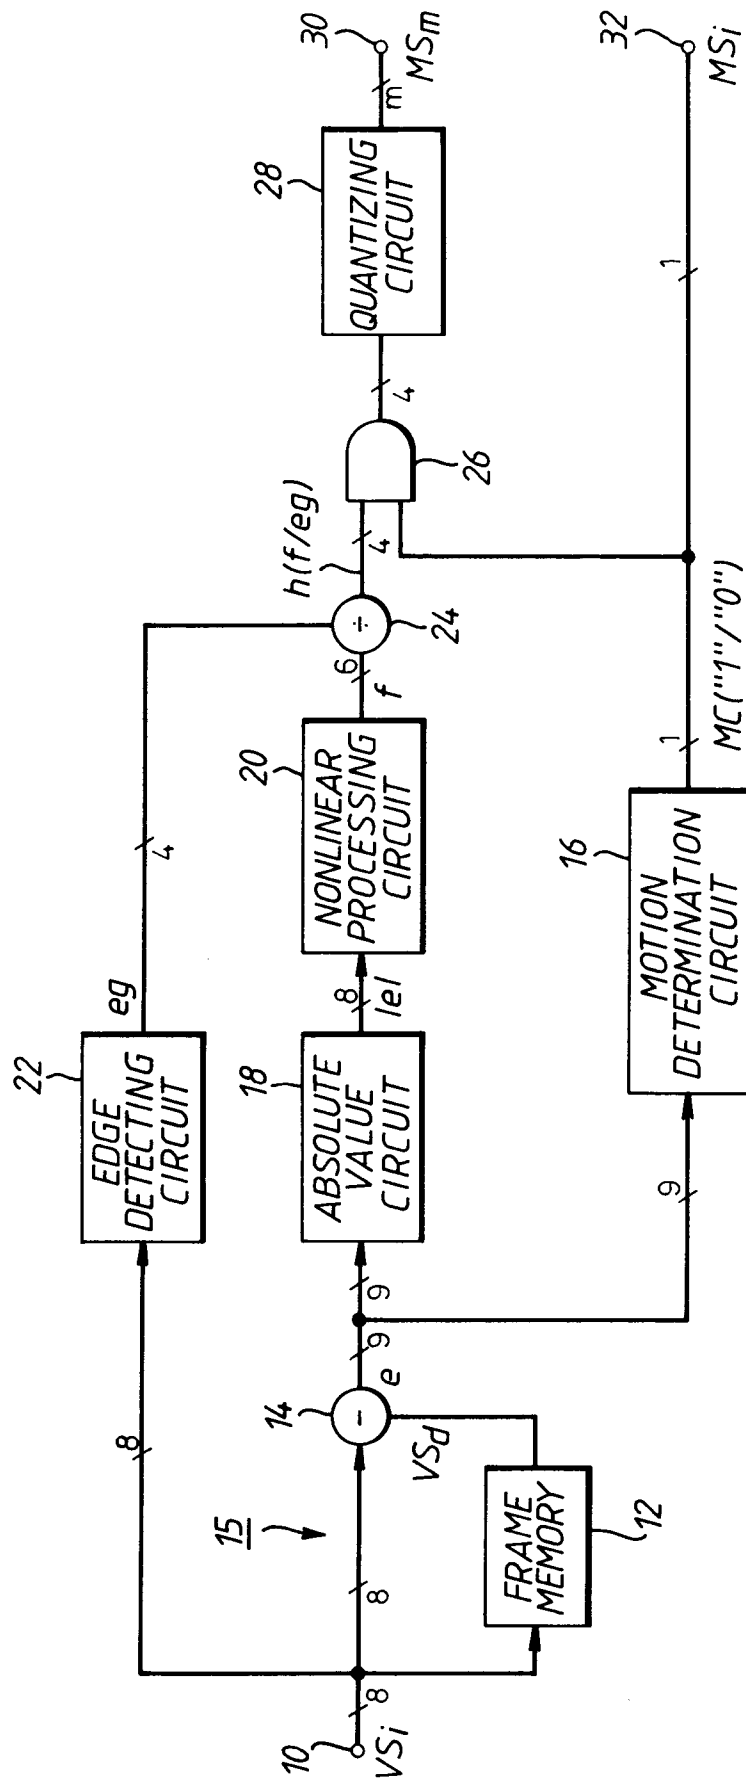 22
EDGE
DETECTING
CIRCUIT
eg
4
8
10
VSi
8
8
15
14
VSd
e
9
9
FRAME
MEMORY
12
18
ABSOLUTE
VALUE
CIRCUIT
8
lel
20
NONLINEAR
PROCESSING
CIRCUIT
6
f
÷
24
h(f/eg)
4
26
4
28
QUANTIZING
CIRCUIT
m
30
MSm
9
16
MOTION
DETERMINATION
CIRCUIT
1
MC("1"/"0")
1
32
MSi